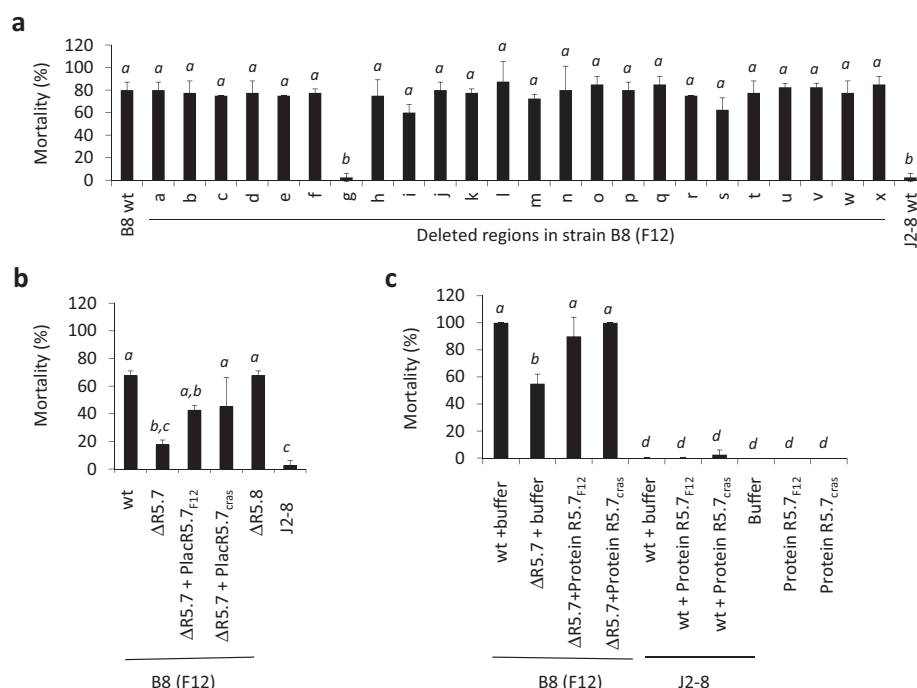 a
Mortality (%)
120
100
80
60
40
20
0
a a a a a a a b a a a a a a a a a a a a a a a a a b
B8 wt a b c d e f g h i j k l m n o p q r s t u v w x J2-8 wt
Deleted regions in strain B8 (F12)
b
Mortality (%)
120
100
80
60
40
20
0
a b,c a,b a a c
wt
ΔR5.7
ΔR5.7 + PlacR5.7F12
ΔR5.7 + PlacR5.7cras
ΔR5.8
J2-8
B8 (F12)
c
Mortality (%)
120
100
80
60
40
20
0
a b a a d d d d d d
wt +buffer
ΔR5.7 + buffer
ΔR5.7+Protein R5.7F12
ΔR5.7+Protein R5.7cras
wt + buffer
wt + Protein R5.7F12
wt + Protein R5.7cras
Buffer
Protein R5.7F12
Protein R5.7cras
B8 (F12)
J2-8